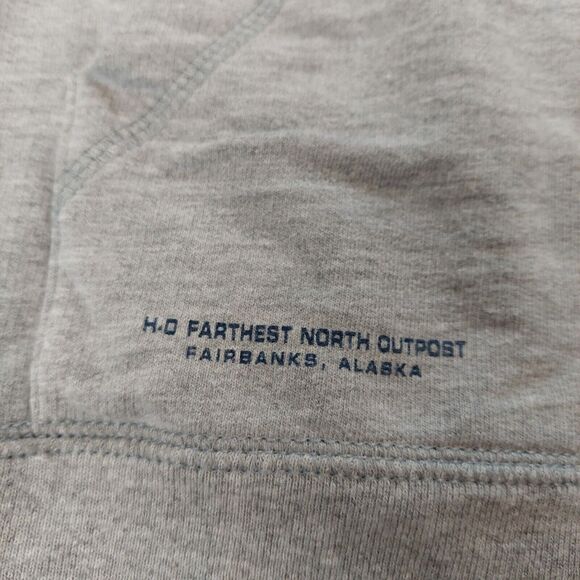 H-D FARTHEST NORTH OUTPOST
FAIRBANKS, ALASKA